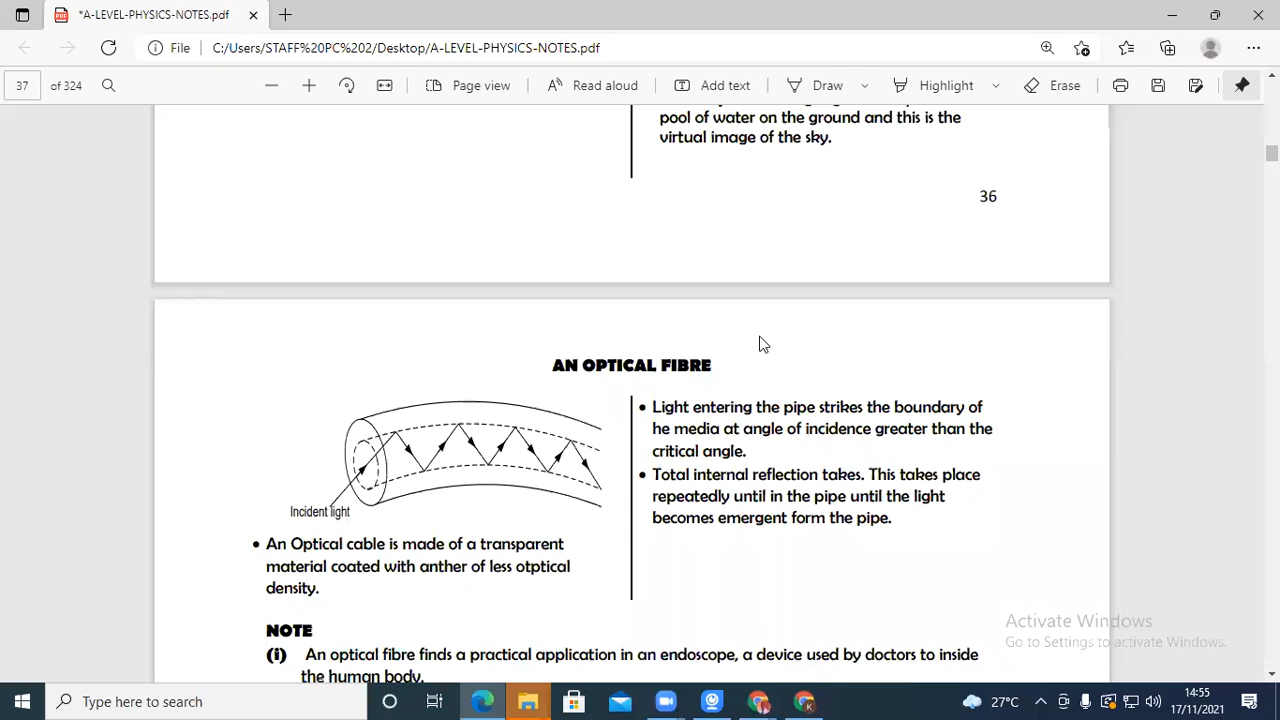 *A-LEVEL-PHYSICS-NOTES.pdf
File
C:/Users/STAFF%20PC%202/Desktop/A-LEVEL-PHYSICS-NOTES.pdf
37 of 324
Page view
Read aloud
Add text
Draw
Highlight
Erase
pool of water on the ground and this is the
virtual image of the sky.
36
AN OPTICAL FIBRE
Incident light
• An Optical cable is made of a transparent
material coated with anther of less otptical
density.
• Light entering the pipe strikes the boundary of
he media at angle of incidence greater than the
critical angle.
• Total internal reflection takes. This takes place
repeatedly until in the pipe until the light
becomes emergent form the pipe.
NOTE
(i) An optical fibre finds a practical application in an endoscope, a device used by doctors to inside
the human body.
Activate Windows
Go to Settings to activate Windows.
Type here to search
27°C
14:55
17/11/2021